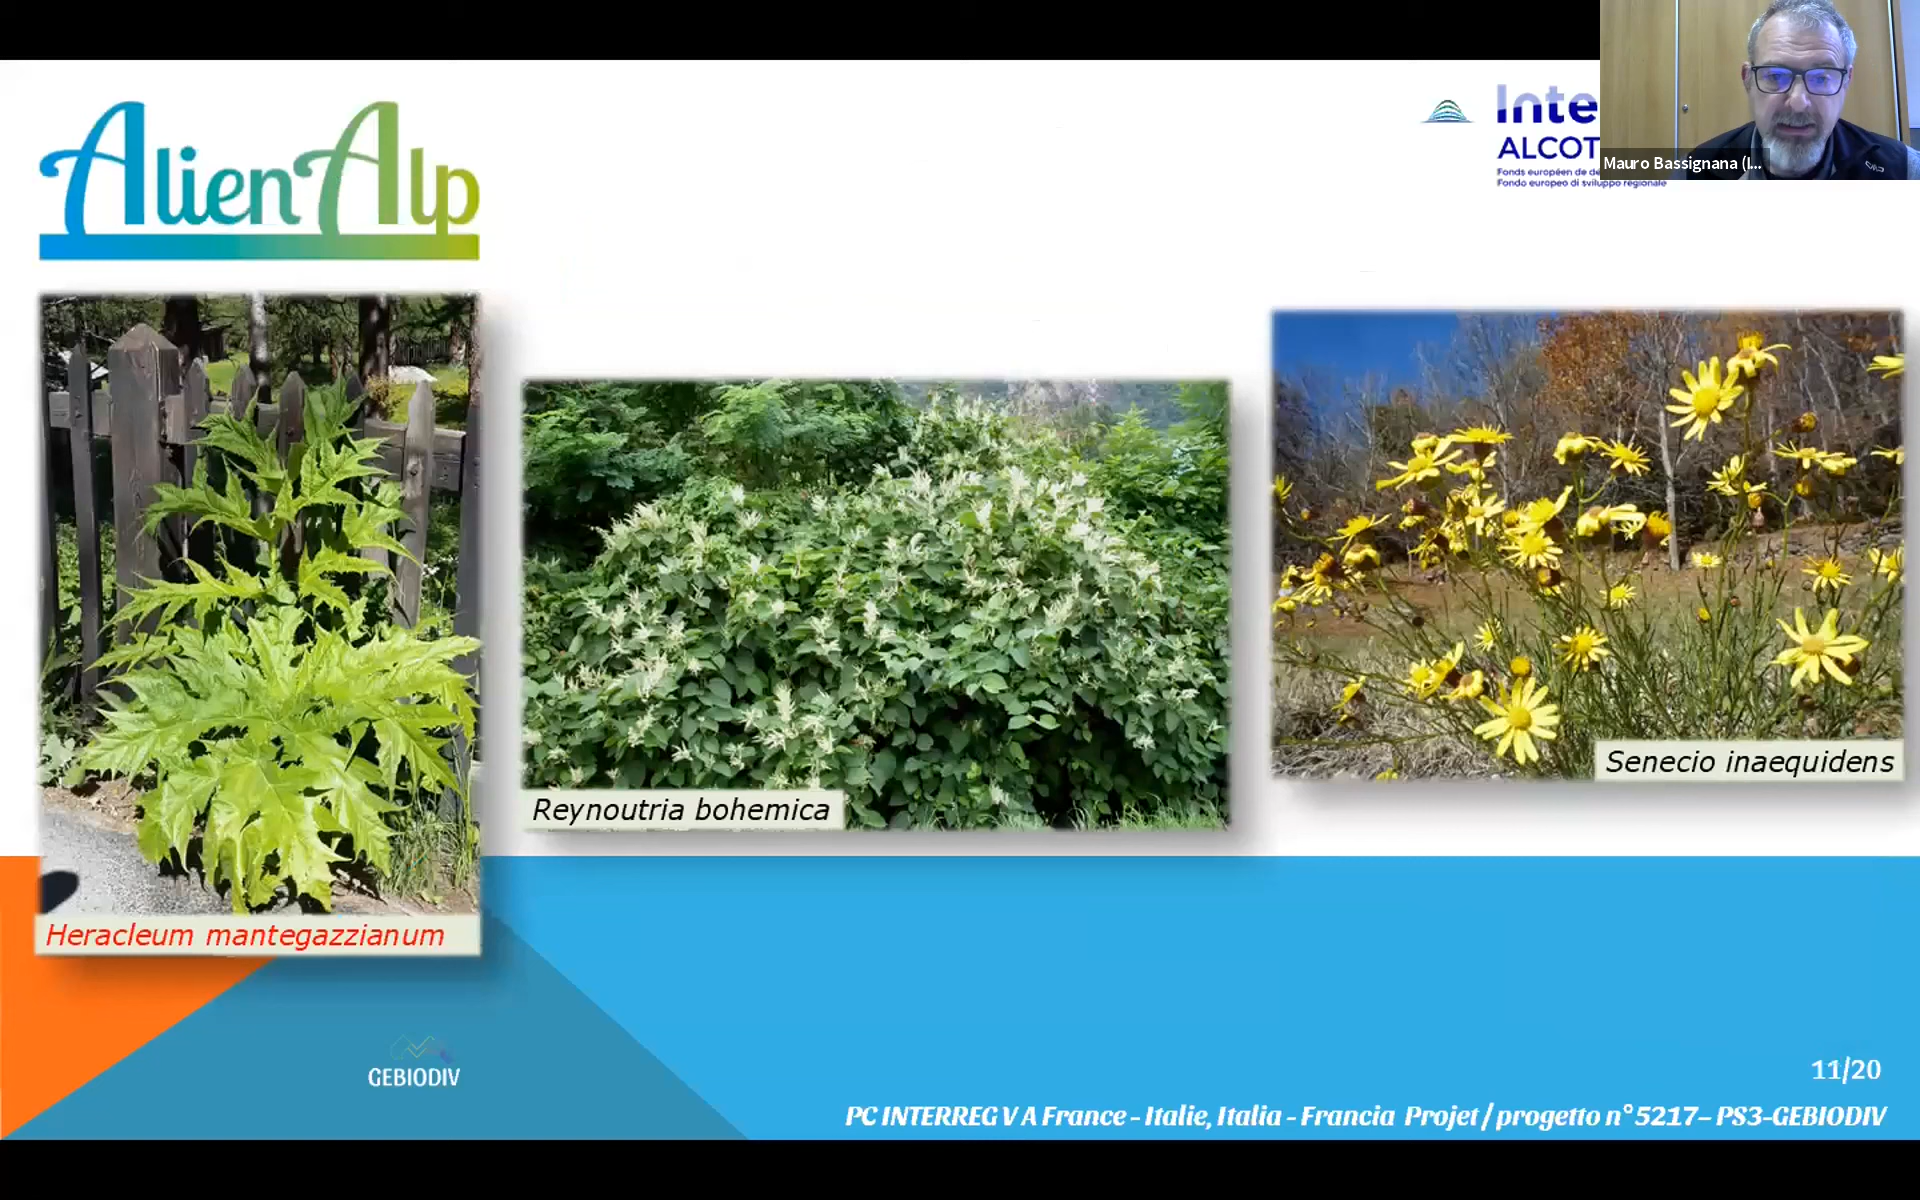 AlienAlp
Inte
ALCOT
Fonds européen de dé
Fondo europeo di sviluppo regionale
Mauro Bassignana (I...
Senecio inaequidens
Reynoutria bohemica
Heracleum mantegazzianum
GEBIODIV
11/20
PC INTERREG V A France - Italie, Italia - Francia Projet / progetto n° 5217– PS3-GEBIODIV